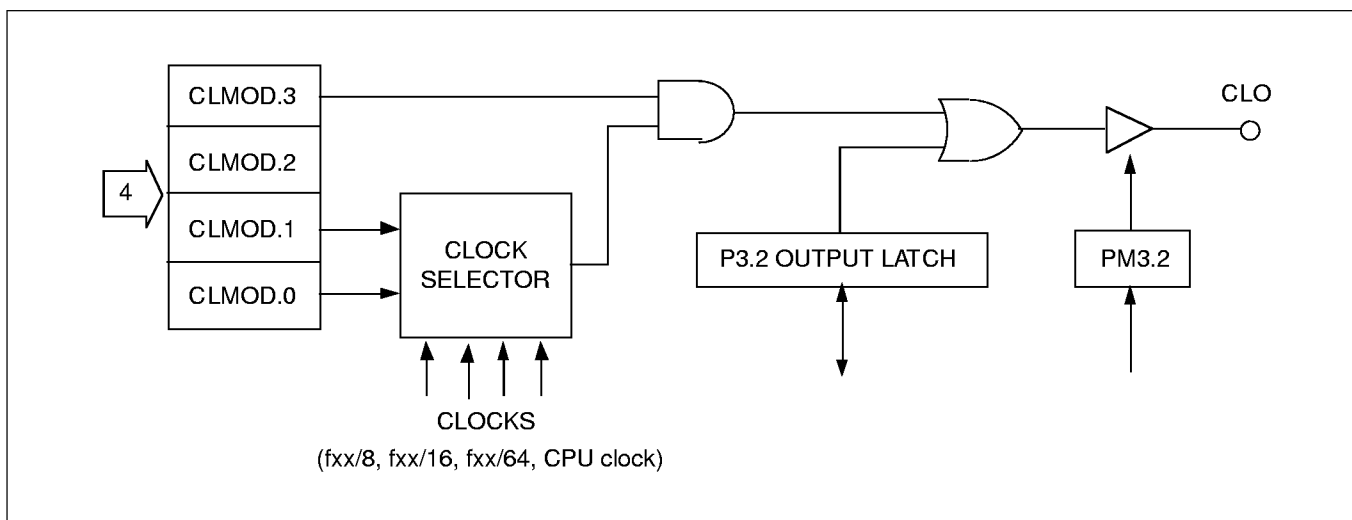 CLMOD.3
CLMOD.2
CLMOD.1
CLMOD.0
4
CLOCK
SELECTOR
CLOCKS
(fxx/8, fxx/16, fxx/64, CPU clock)
P3.2 OUTPUT LATCH
PM3.2
CLO